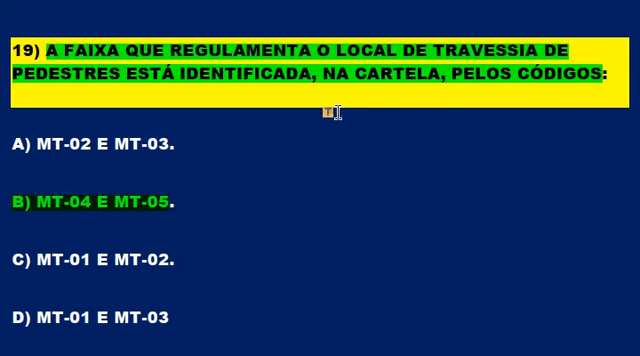 19) A FAIXA QUE REGULAMENTA O LOCAL DE TRAVESSIA DE
PEDESTRES ESTÁ IDENTIFICADA, NA CARTELA, PELOS CÓDIGOS:
T
A) MT-02 E MT-03.
B) MT-04 E MT-05.
C) MT-01 E MT-02.
D) MT-01 E MT-03